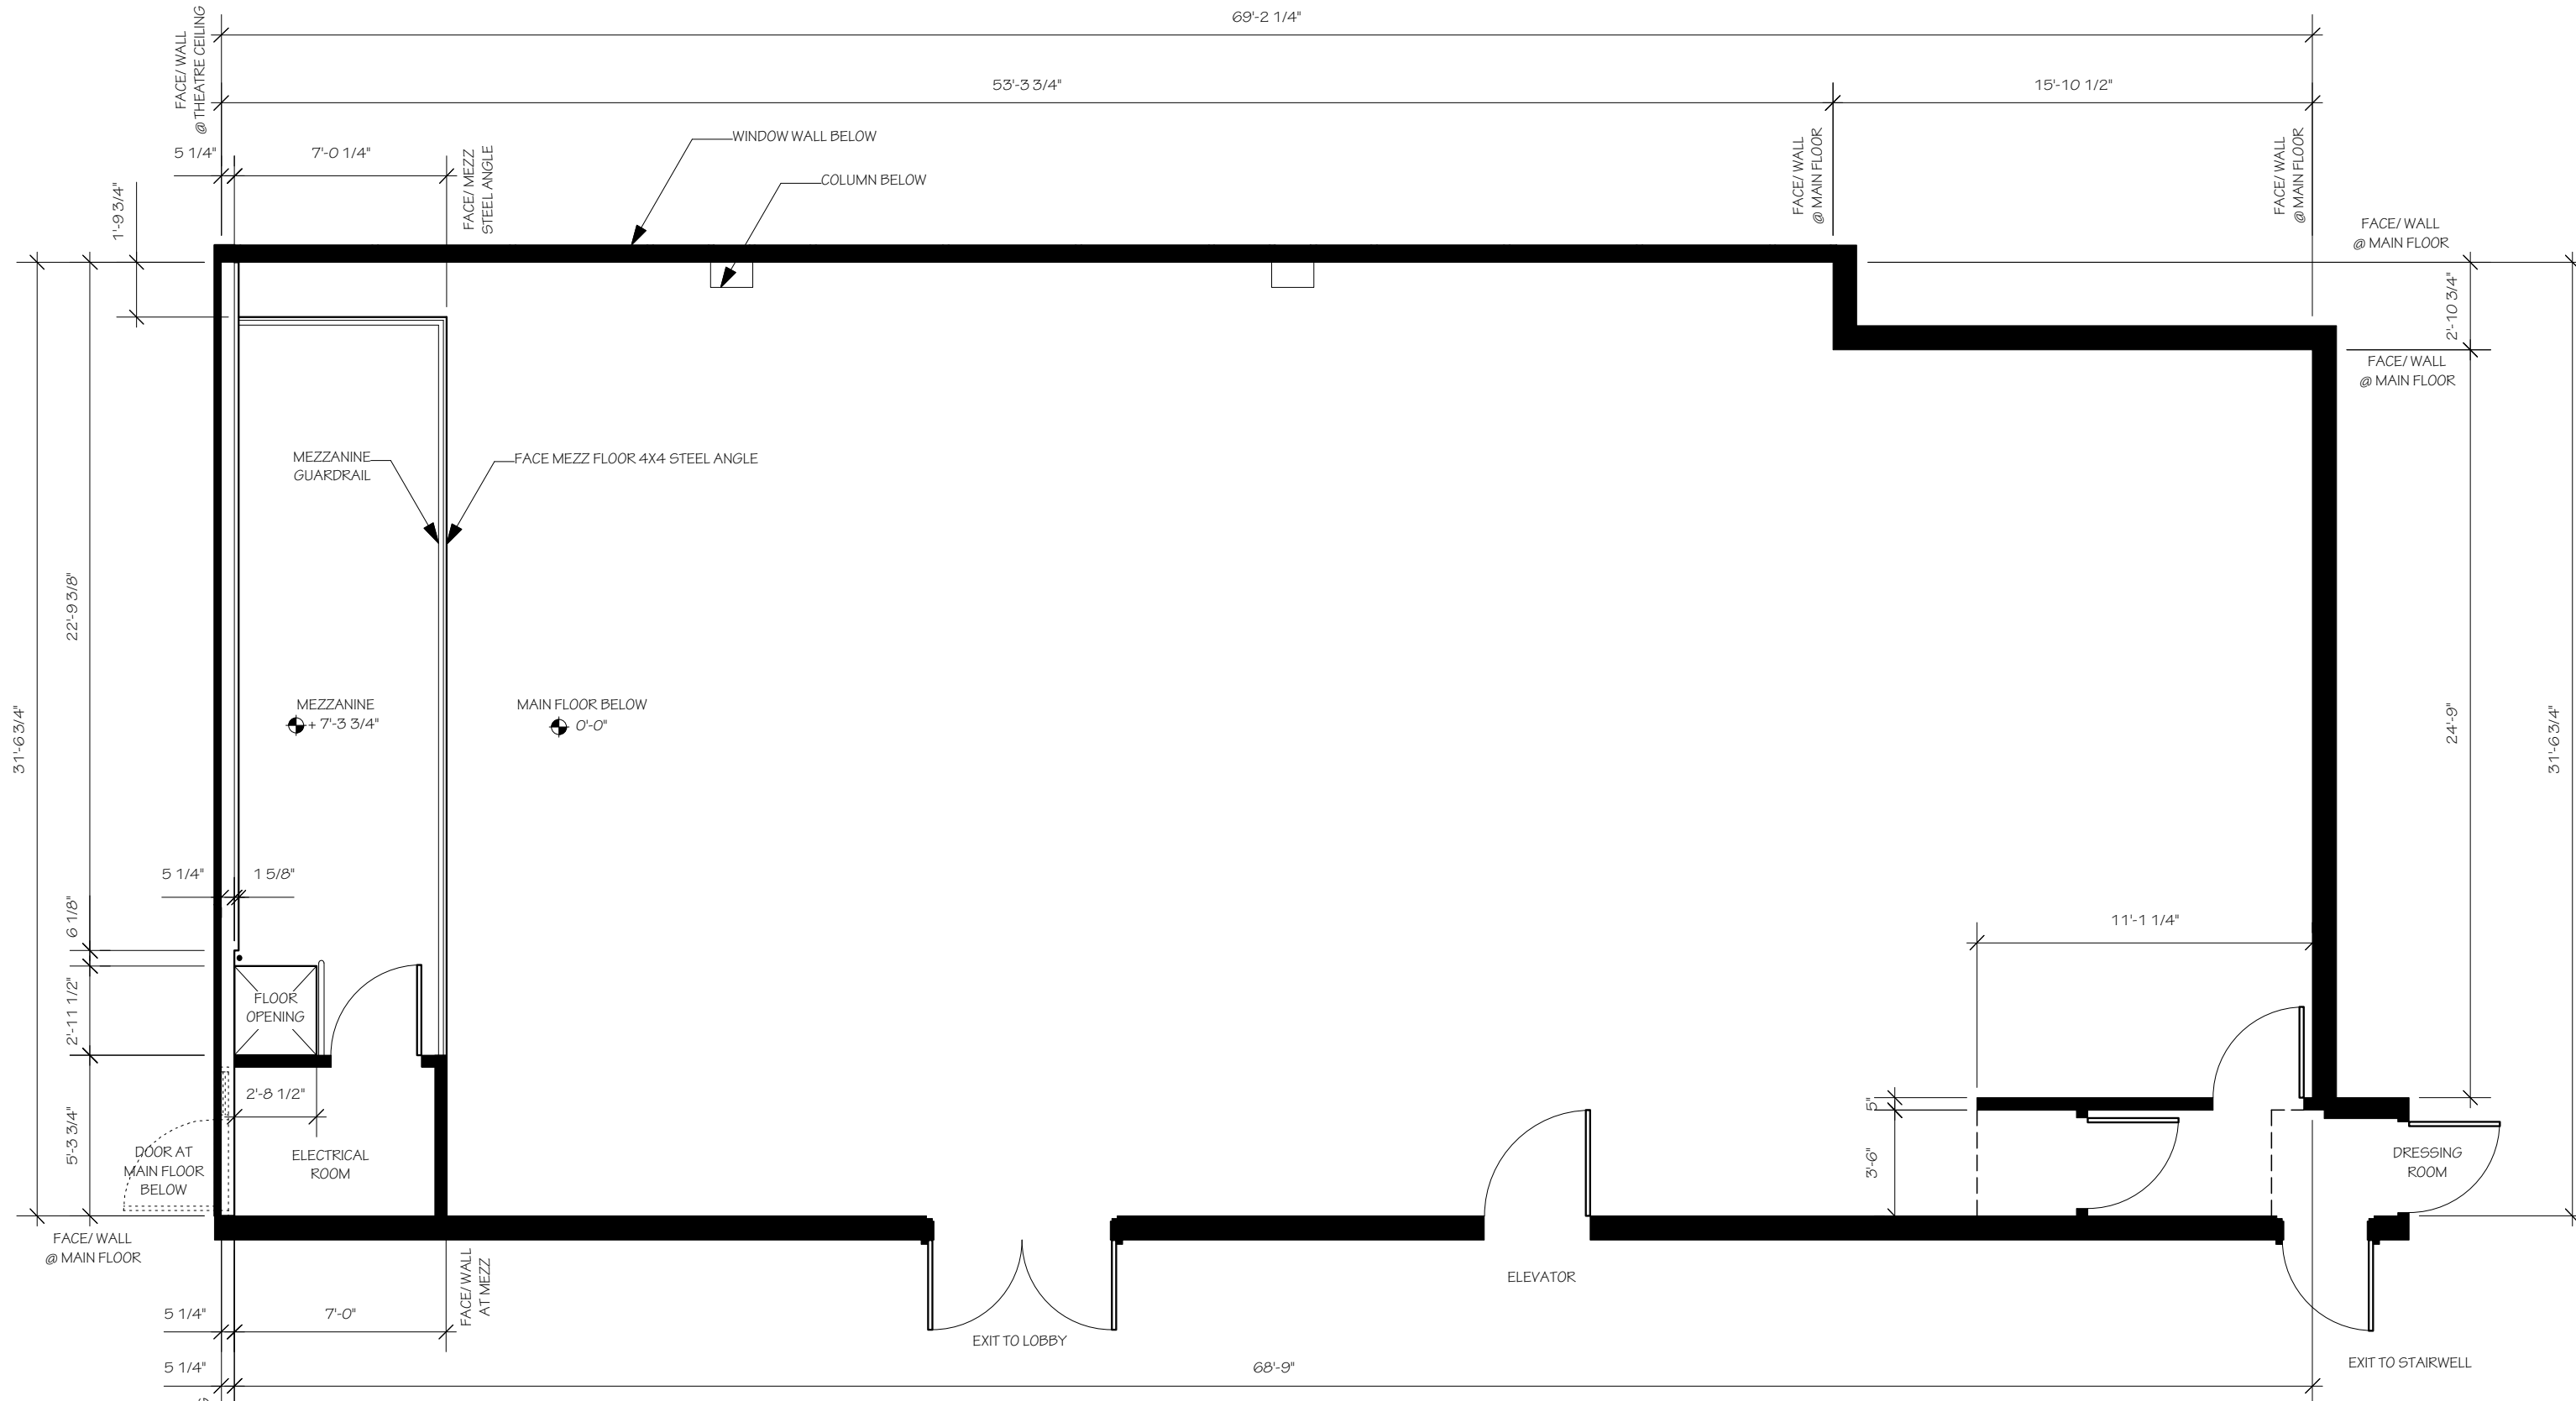 69'-2 1/4"
FACE/ WALL
@ THEATRE CEILING
53'-3 3/4"
15'-10 1/2"
WINDOW WALL BELOW
5 1/4"
7'-0 1/4"
FACE/ MEZZ
STEEL ANGLE
COLUMN BELOW
FACE/ WALL
@ MAIN FLOOR
FACE/ WALL
@ MAIN FLOOR
1'-9 3/4"
FACE/ WALL
@ MAIN FLOOR
2'-10 3/4"
FACE/ WALL
@ MAIN FLOOR
MEZZANINE
GUARDRAIL
FACE MEZZ FLOOR 4X4 STEEL ANGLE
22'-9 3/8"
31'-6 3/4"
MEZZANINE
+ 7'-3 3/4"
MAIN FLOOR BELOW
0'-0"
24'-9"
31'-6 3/4"
5 1/4"
1 5/8"
6 1/8"
11'-1 1/4"
FLOOR
OPENING
2'-11 1/2"
2'-8 1/2"
5"
5'-3 3/4"
DOOR AT
MAIN FLOOR
BELOW
ELECTRICAL
ROOM
3'-6"
DRESSING
ROOM
FACE/ WALL
@ MAIN FLOOR
FACE/ WALL
AT MEZZ
ELEVATOR
5 1/4"
7'-0"
EXIT TO LOBBY
EXIT TO STAIRWELL
5 1/4"
68'-9"